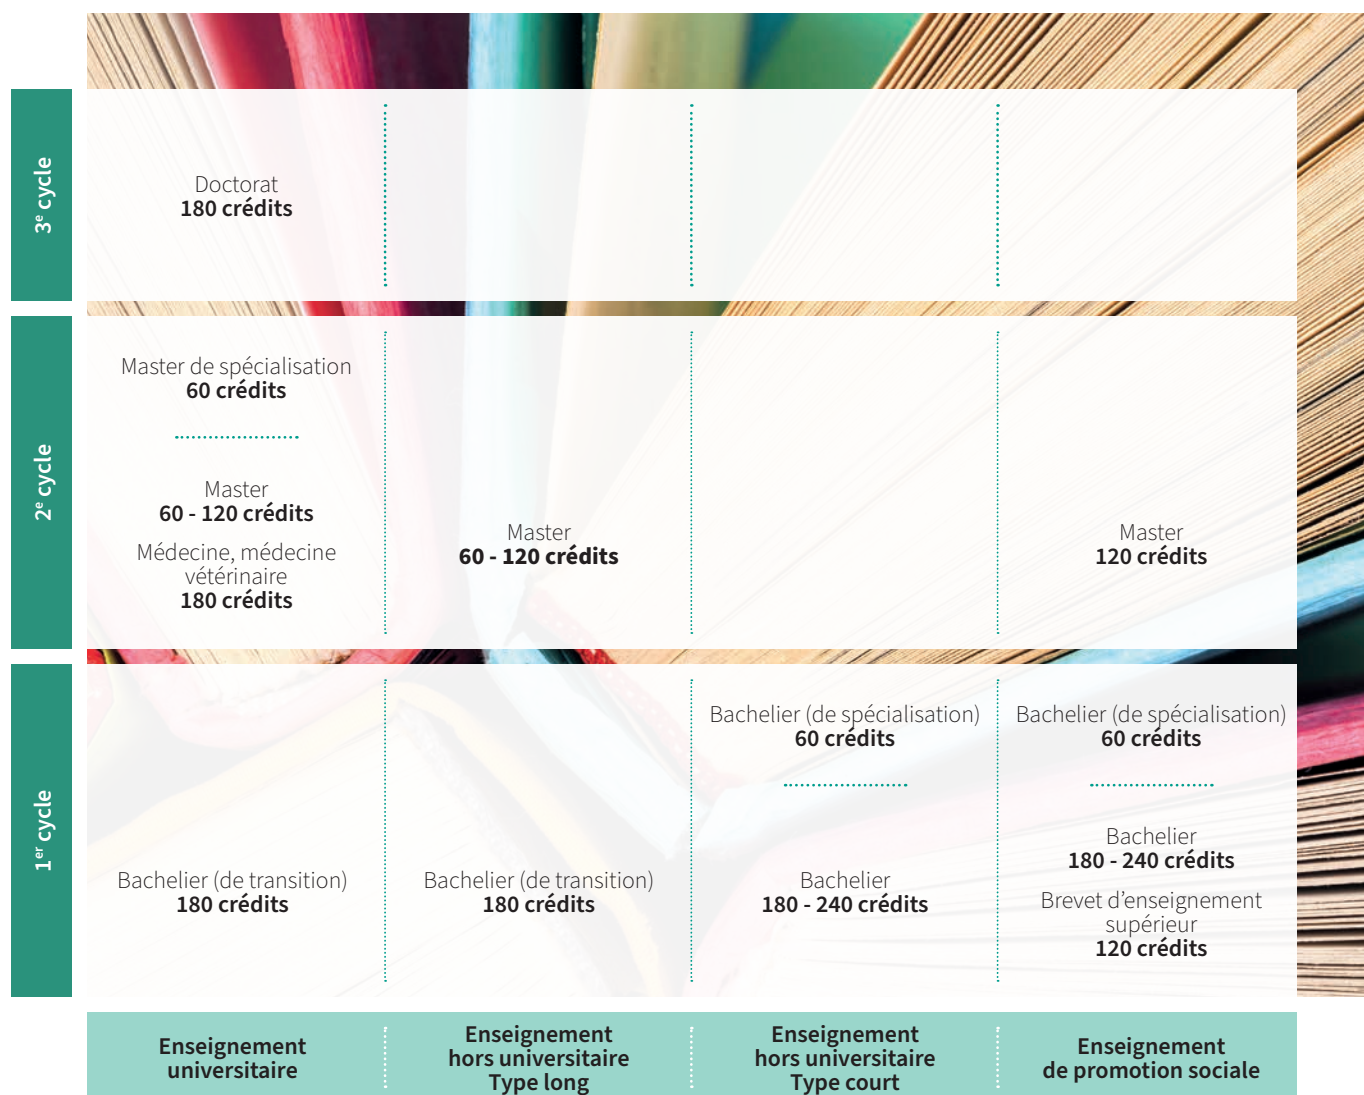 3e cycle
Doctorat
180 crédits
2e cycle
Master de spécialisation
60 crédits
Master
60 - 120 crédits
Médecine, médecine
vétérinaire
180 crédits
Master
60 - 120 crédits
Master
120 crédits
1er cycle
Bachelier (de transition)
180 crédits
Bachelier (de transition)
180 crédits
Bachelier (de spécialisation)
60 crédits
Bachelier
180 - 240 crédits
Bachelier (de spécialisation)
60 crédits
Bachelier
180 - 240 crédits
Brevet d’enseignement
supérieur
120 crédits
Enseignement
universitaire
Enseignement
hors universitaire
Type long
Enseignement
hors universitaire
Type court
Enseignement
de promotion sociale